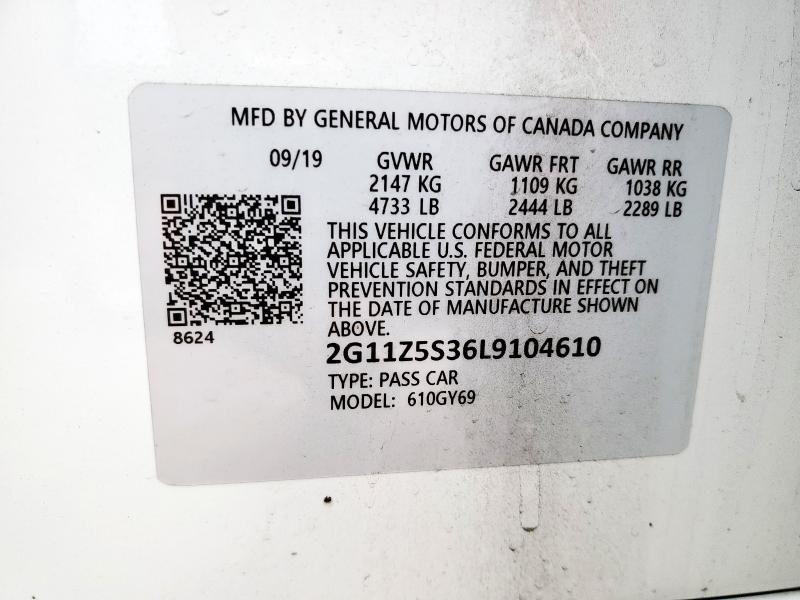 MFD BY GENERAL MOTORS OF CANADA COMPANY
09/19 GVWR GAWR FRT GAWR RR
2147 KG 1109 KG 1038 KG
4733 LB 2444 LB 2289 LB
THIS VEHICLE CONFORMS TO ALL
APPLICABLE U.S. FEDERAL MOTOR
VEHICLE SAFETY, BUMPER, AND THEFT
PREVENTION STANDARDS IN EFFECT ON
THE DATE OF MANUFACTURE SHOWN
ABOVE.
8624
2G11Z5S36L9104610
TYPE: PASS CAR
MODEL: 610GY69